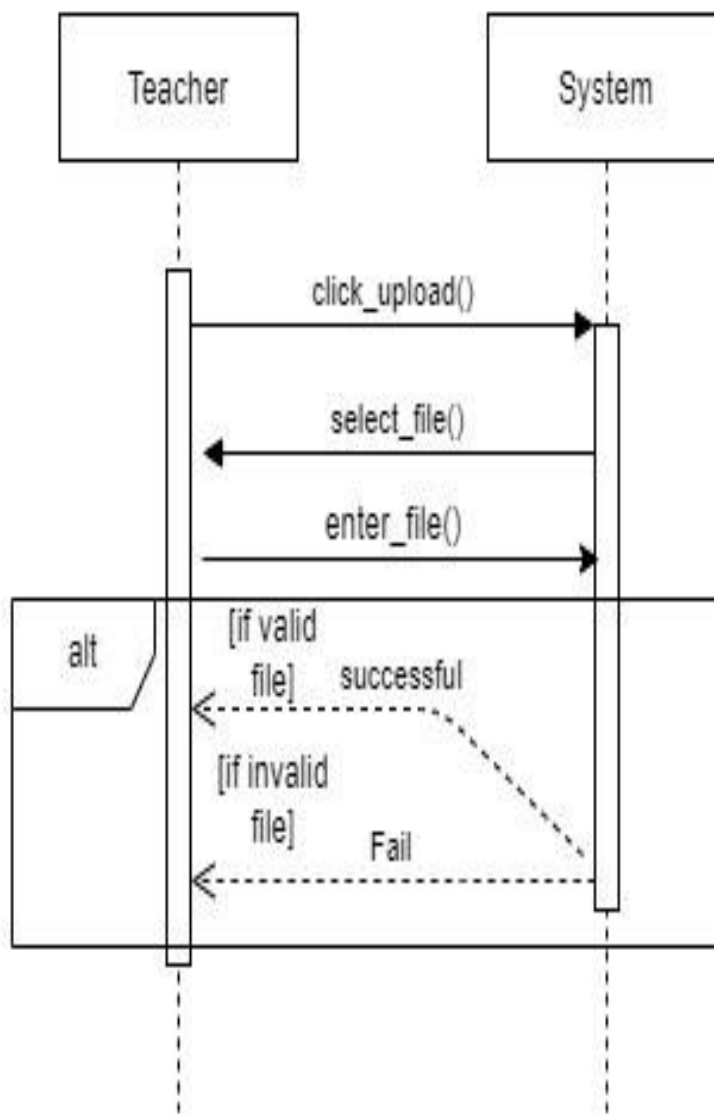 Teacher
System
click_upload()
select_file()
enter_file()
alt
[if valid
file]
successful
[if invalid
file]
Fail